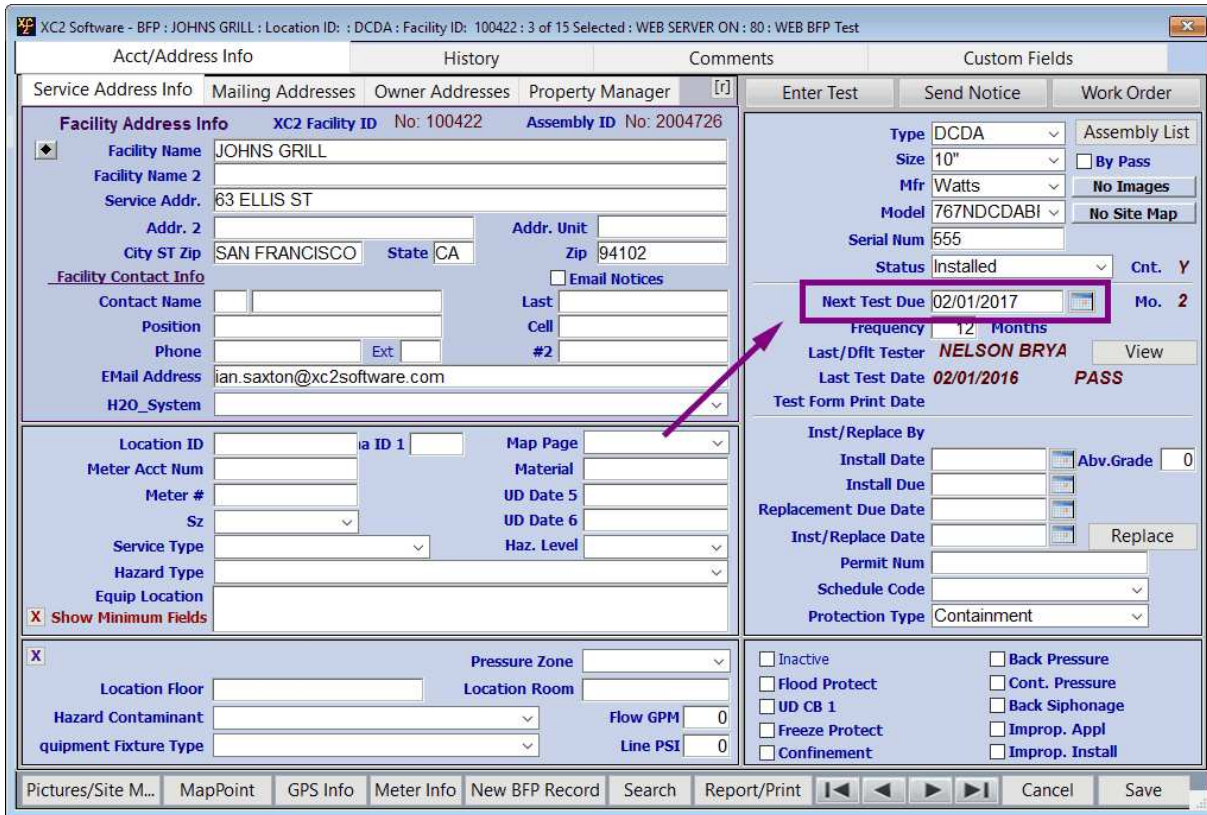 XC2 Software - BFP : JOHNS GRILL : Location ID: : DCDA : Facility ID: 100422 : 3 of 15 Selected : WEB SERVER ON : 80 : WEB BFP Test
Acct/Address Info History Comments Custom Fields
Service Address Info Mailing Addresses Owner Addresses Property Manager [r]
Facility Address Info XC2 Facility ID No: 100422 Assembly ID No: 2004726
Facility Name JOHNS GRILL
Facility Name 2
Service Addr. 63 ELLIS ST
Addr. 2 Addr. Unit
City ST Zip SAN FRANCISCO State CA Zip 94102
Facility Contact Info Email Notices
Contact Name Last
Position Cell
Phone Ext #2
EMail Address ian.saxton@xc2software.com
H2O_System
Location ID a ID 1 Map Page
Meter Acct Num Material
Meter # UD Date 5
Sz UD Date 6
Service Type Haz. Level
Hazard Type
Equip Location
X Show Minimum Fields
X Pressure Zone
Location Floor Location Room
Hazard Contaminant Flow GPM 0
quipment Fixture Type Line PSI 0
Enter Test Send Notice Work Order
Type DCDA Assembly List
Size 10" By Pass
Mfr Watts No Images
Model 767NDCDABF No Site Map
Serial Num 555
Status Installed Cnt. Y
Next Test Due 02/01/2017 Mo. 2
Frequency 12 Months
Last/Dflt Tester NELSON BRYA View
Last Test Date 02/01/2016 PASS
Test Form Print Date
Inst/Replace By
Install Date Abv.Grade 0
Install Due
Replacement Due Date
Inst/Replace Date Replace
Permit Num
Schedule Code
Protection Type Containment
Inactive Back Pressure
Flood Protect Cont. Pressure
UD CB 1 Back Siphonage
Freeze Protect Improp. Appl
Confinement Improp. Install
Pictures/Site M... MapPoint GPS Info Meter Info New BFP Record Search Report/Print Cancel Save